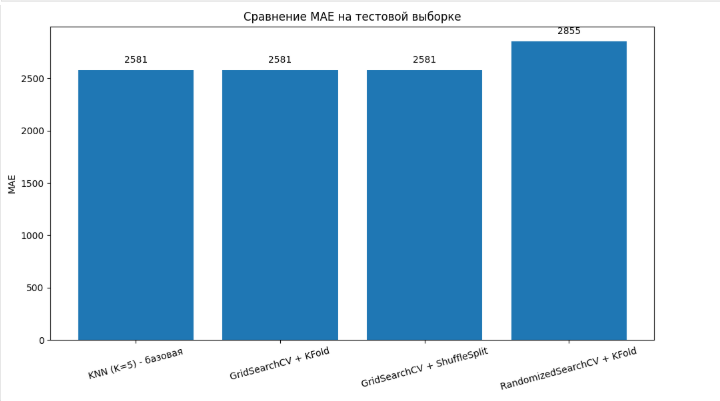 Сравнение MAE на тестовой выборке
2855
2581 2581 2581
2500
2000
1500
1000
500
0
MAE
KNN (K=5) - базовая
GridSearchCV + KFold
GridSearchCV + ShuffleSplit
RandomizedSearchCV + KFold